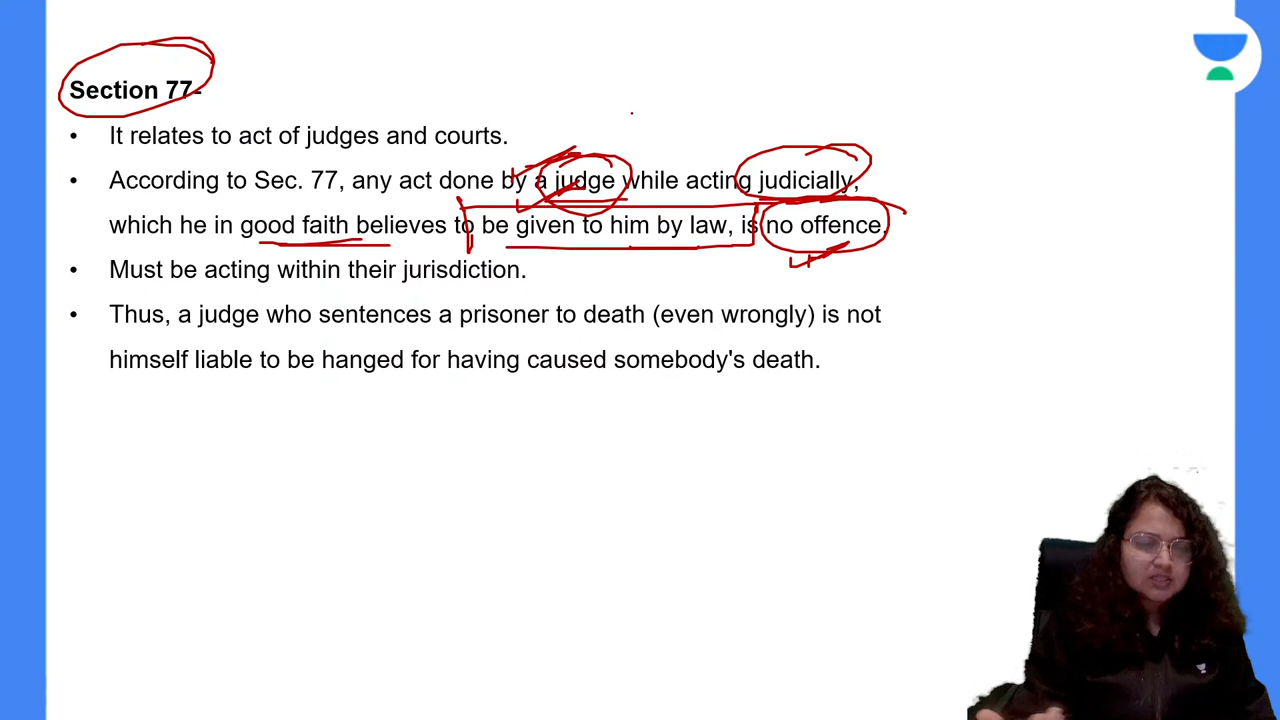 Section 77-
• It relates to act of judges and courts.
• According to Sec. 77, any act done by a judge while acting judicially,
which he in good faith believes to be given to him by law, is no offence.
• Must be acting within their jurisdiction.
• Thus, a judge who sentences a prisoner to death (even wrongly) is not
himself liable to be hanged for having caused somebody's death.